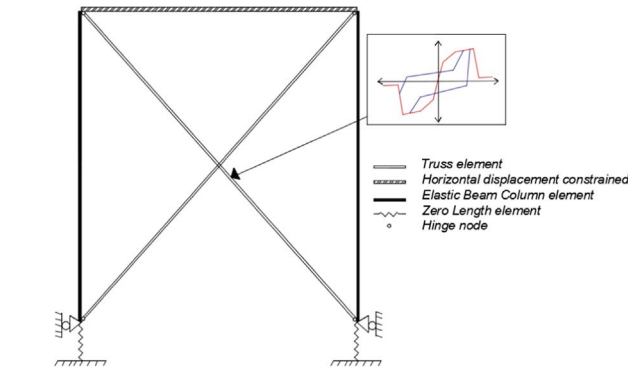 Truss element
Horizontal displacement constrained
Elastic Beam Column element
Zero Length element
Hinge node